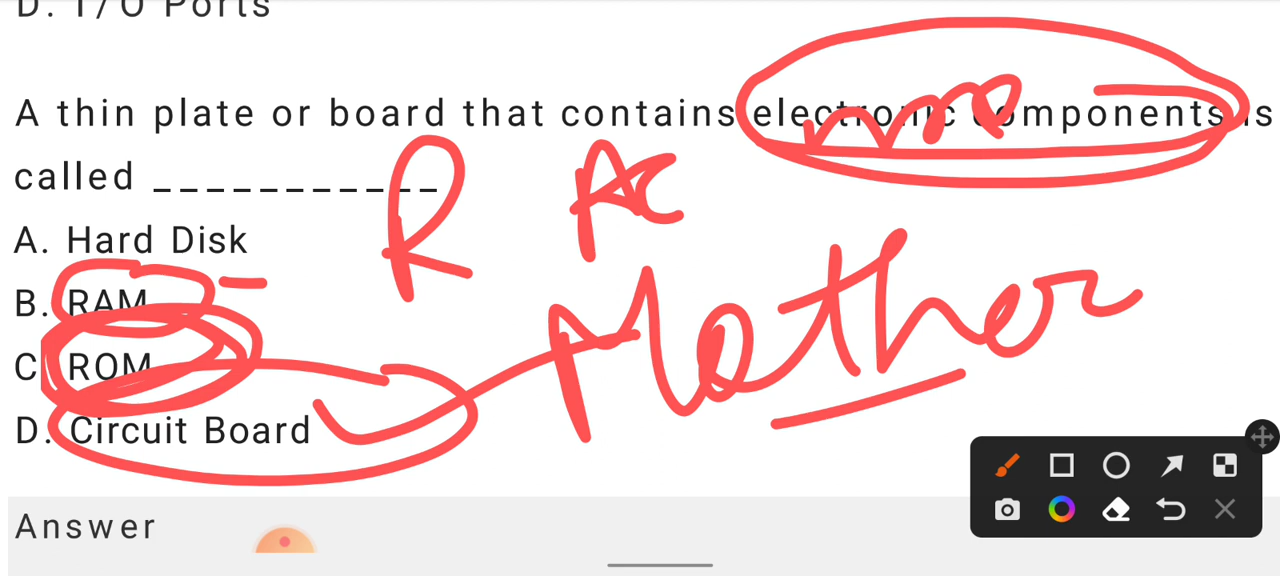 D. I/O Ports
A thin plate or board that contains electronic components is
called ___________
A. Hard Disk
B. RAM
C. ROM
D. Circuit Board
R AC
Mother
Answer